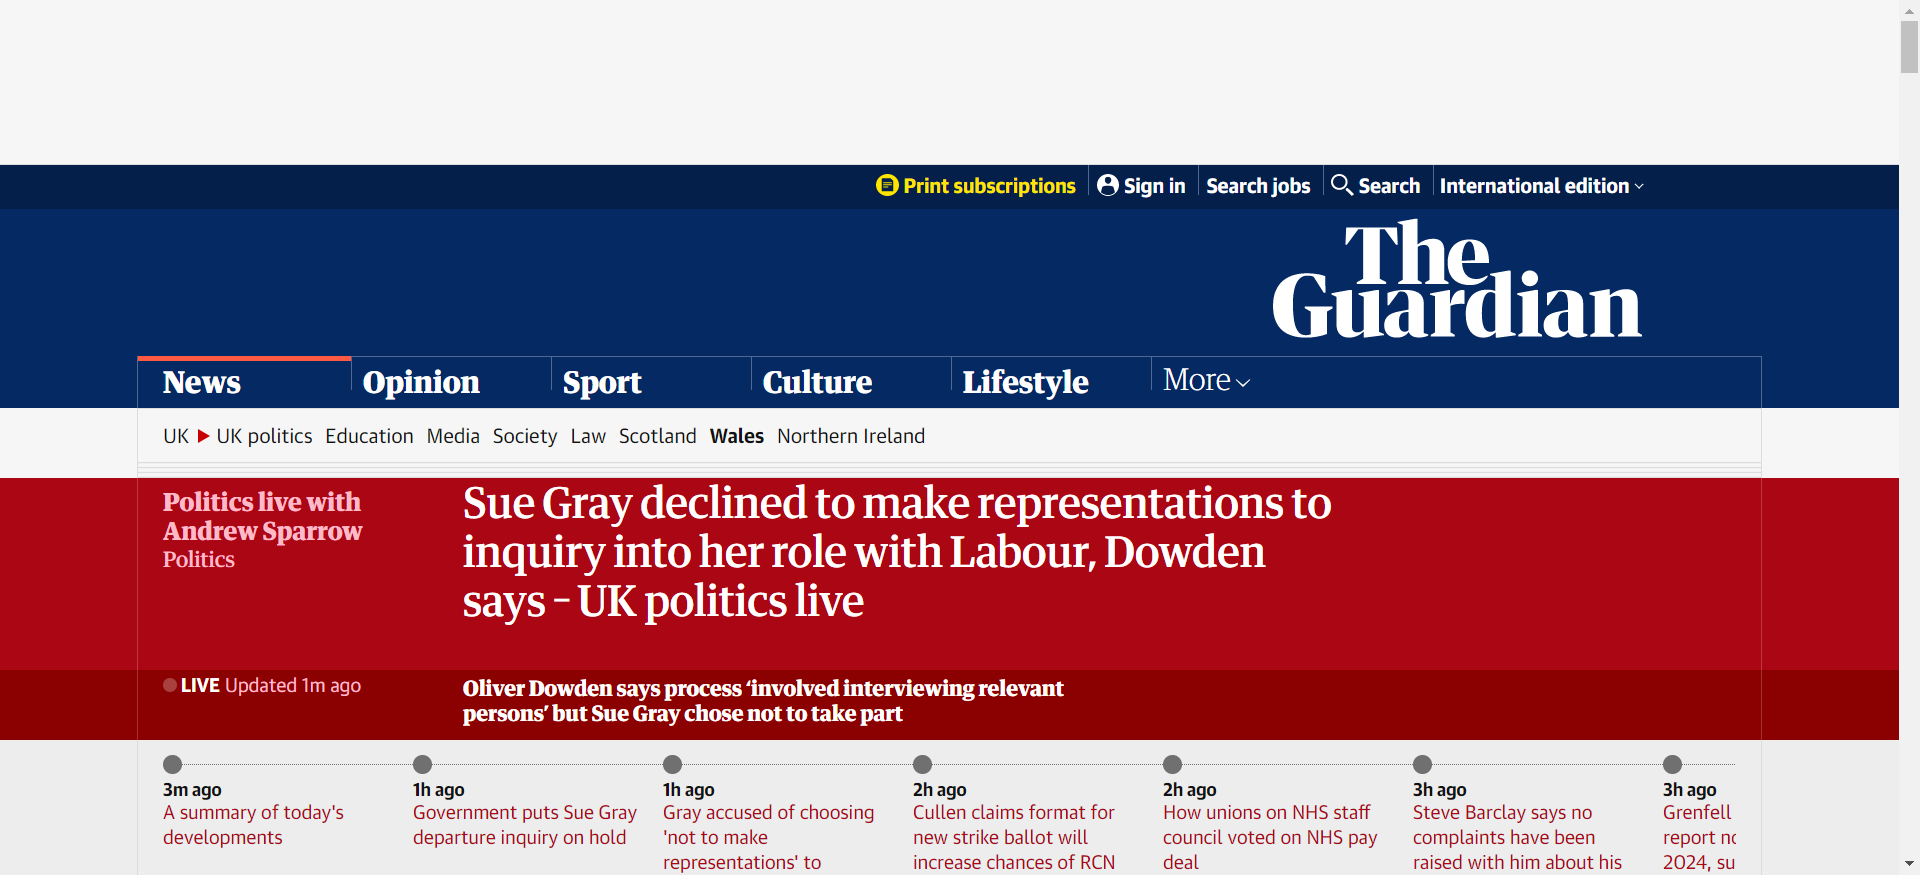 Print subscriptions
Sign in
Search jobs
Search
International edition
The
Guardian
News
Opinion
Sport
Culture
Lifestyle
More
UK
UK politics
Education
Media
Society
Law
Scotland
Wales
Northern Ireland
Politics live with
Andrew Sparrow
Politics
Sue Gray declined to make representations to
inquiry into her role with Labour, Dowden
says – UK politics live
LIVE Updated 1m ago
Oliver Dowden says process ‘involved interviewing relevant
persons’ but Sue Gray chose not to take part
3m ago
A summary of today's
developments
1h ago
Government puts Sue Gray
departure inquiry on hold
1h ago
Gray accused of choosing
'not to make
representations' to
2h ago
Cullen claims format for
new strike ballot will
increase chances of RCN
2h ago
How unions on NHS staff
council voted on NHS pay
deal
3h ago
Steve Barclay says no
complaints have been
raised with him about his
3h ago
Grenfell
report
2024,